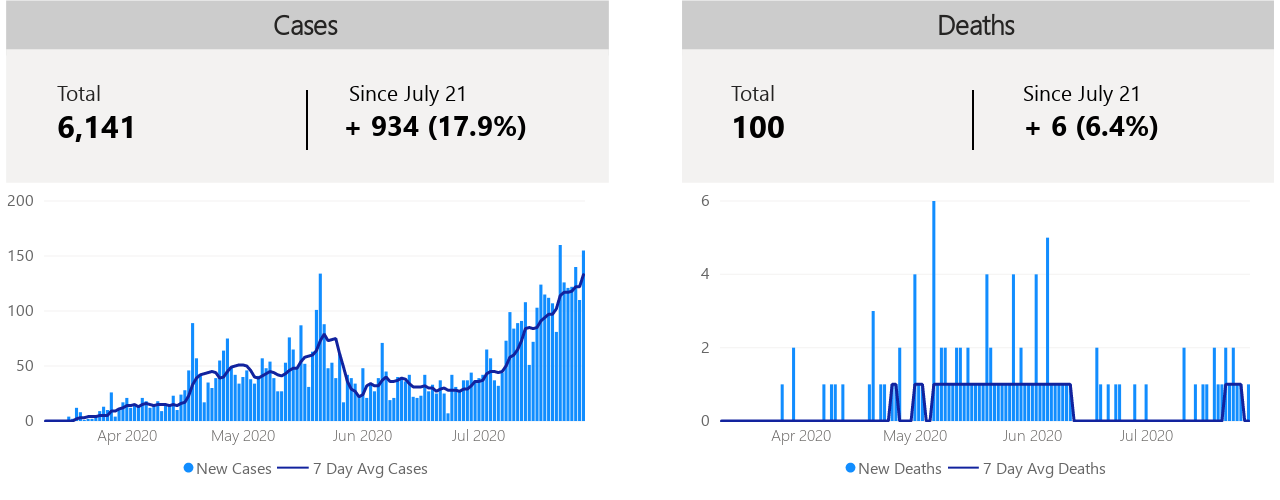 Cases
Total
6,141
Since July 21
+ 934 (17.9%)
200
150
100
50
0
Apr 2020
May 2020
Jun 2020
Jul 2020
New Cases
7 Day Avg Cases
Deaths
Total
100
Since July 21
+ 6 (6.4%)
6
4
2
0
Apr 2020
May 2020
Jun 2020
Jul 2020
New Deaths
7 Day Avg Deaths